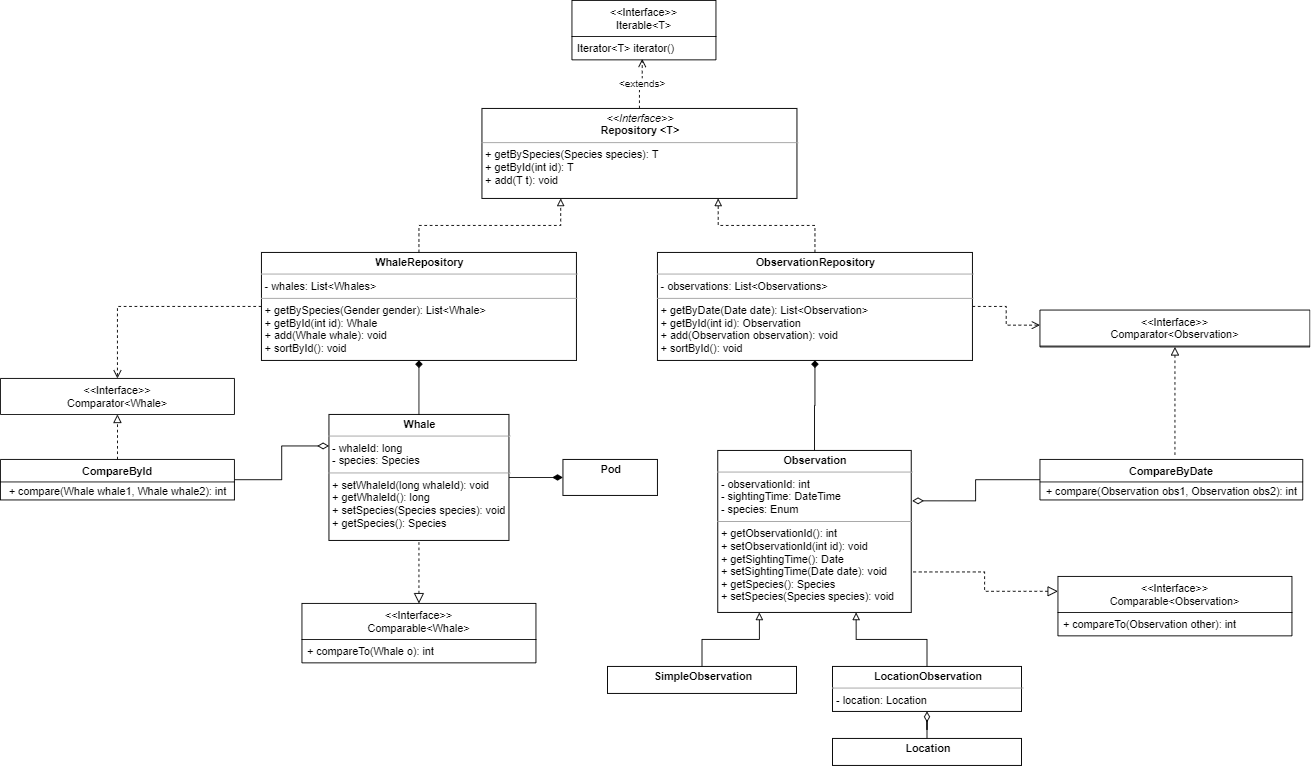 <<Interface>>
Iterable<T>
Iterator<T> iterator()
<extends>
<<Interface>>
Repository <T>
+ getBySpecies(Species species): T
+ getById(int id): T
+ add(T t): void
WhaleRepository
- whales: List<Whales>
+ getBySpecies(Gender gender): List<Whale>
+ getById(int id): Whale
+ add(Whale whale): void
+ sortById(): void
ObservationRepository
- observations: List<Observations>
+ getByDate(Date date): List<Observation>
+ getById(int id): Observation
+ add(Observation observation): void
+ sortById(): void
<<Interface>>
Comparator<Observation>
<<Interface>>
Comparator<Whale>
CompareById
+ compare(Whale whale1, Whale whale2): int
Whale
- whaleId: long
- species: Species
+ setWhaleId(long whaleId): void
+ getWhaleId(): long
+ setSpecies(Species species): void
+ getSpecies(): Species
Pod
Observation
- observationId: int
- sightingTime: DateTime
- species: Enum
+ getObservationId(): int
+ setObservationId(int id): void
+ getSightingTime(): Date
+ setSightingTime(Date date): void
+ getSpecies(): Species
+ setSpecies(Species species): void
CompareByDate
+ compare(Observation obs1, Observation obs2): int
<<Interface>>
Comparable<Observation>
+ compareTo(Observation other): int
<<Interface>>
Comparable<Whale>
+ compareTo(Whale o): int
SimpleObservation
LocationObservation
- location: Location
Location